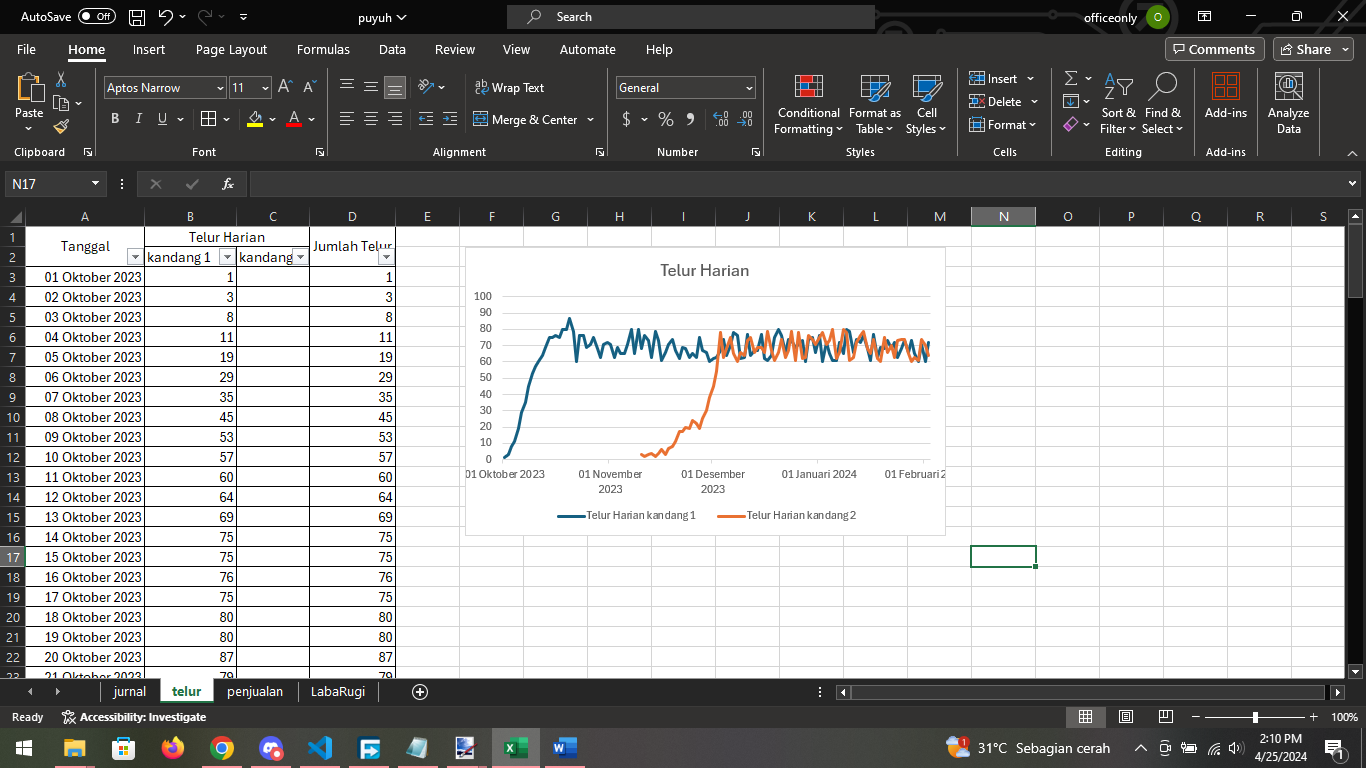 AutoSave Off puyuh Search officeonly O
File Home Insert Page Layout Formulas Data Review View Automate Help Comments Share
Aptos Narrow 11 Wrap Text General Insert
Paste B I U Merge & Center $ % Conditional Formatting Format as Table Cell Styles Delete Format Sort & Filter Find & Select Add-ins Analyze Data
Clipboard Font Alignment Number Styles Cells Editing Add-ins
N17 fx
A B C D E F G H I J K L M N O P Q R S
1 Tanggal Telur Harian Jumlah Telur
2 kandang 1 kandang
3 01 Oktober 2023 1 1
4 02 Oktober 2023 3 3
5 03 Oktober 2023 8 8
6 04 Oktober 2023 11 11
7 05 Oktober 2023 19 19
8 06 Oktober 2023 29 29
9 07 Oktober 2023 35 35
10 08 Oktober 2023 45 45
11 09 Oktober 2023 53 53
12 10 Oktober 2023 57 57
13 11 Oktober 2023 60 60
14 12 Oktober 2023 64 64
15 13 Oktober 2023 69 69
16 14 Oktober 2023 75 75
17 15 Oktober 2023 75 75
18 16 Oktober 2023 76 76
19 17 Oktober 2023 75 75
20 18 Oktober 2023 80 80
21 19 Oktober 2023 80 80
22 20 Oktober 2023 87 87
23 21 Oktober 2023 79 79
Telur Harian
100
90
80
70
60
50
40
30
20
10
0
01 Oktober 2023 01 November 2023 01 Desember 2023 01 Januari 2024 01 Februari 2
Telur Harian kandang 1 Telur Harian kandang 2
jurnal telur penjualan LabaRugi
Ready Accessibility: Investigate 100%
1 31°C Sebagian cerah 2:10 PM
4/25/2024 1